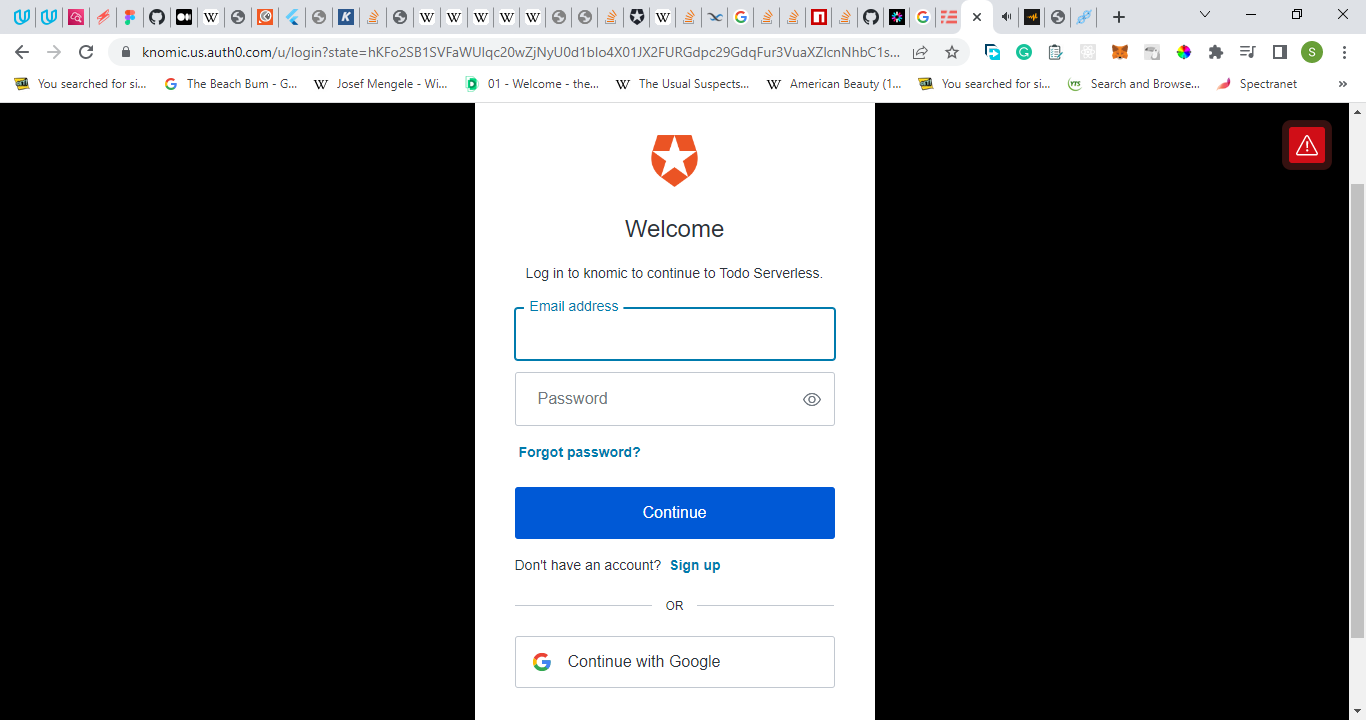 knomic.us.auth0.com/u/login?state=hKFo2SB1SVFaWUlqc20wZjNyU0d1blo4X01JX2FURGdpc29GdqFur3VuaXZlcnNhbC1s...
S
You searched for si...
The Beach Bum - G...
Josef Mengele - Wi...
01 - Welcome - the...
The Usual Suspects...
American Beauty (1...
You searched for si...
Search and Browse...
Spectranet
Welcome
Log in to knomic to continue to Todo Serverless.
Email address
Password
Forgot password?
Continue
Don't have an account? Sign up
OR
Continue with Google